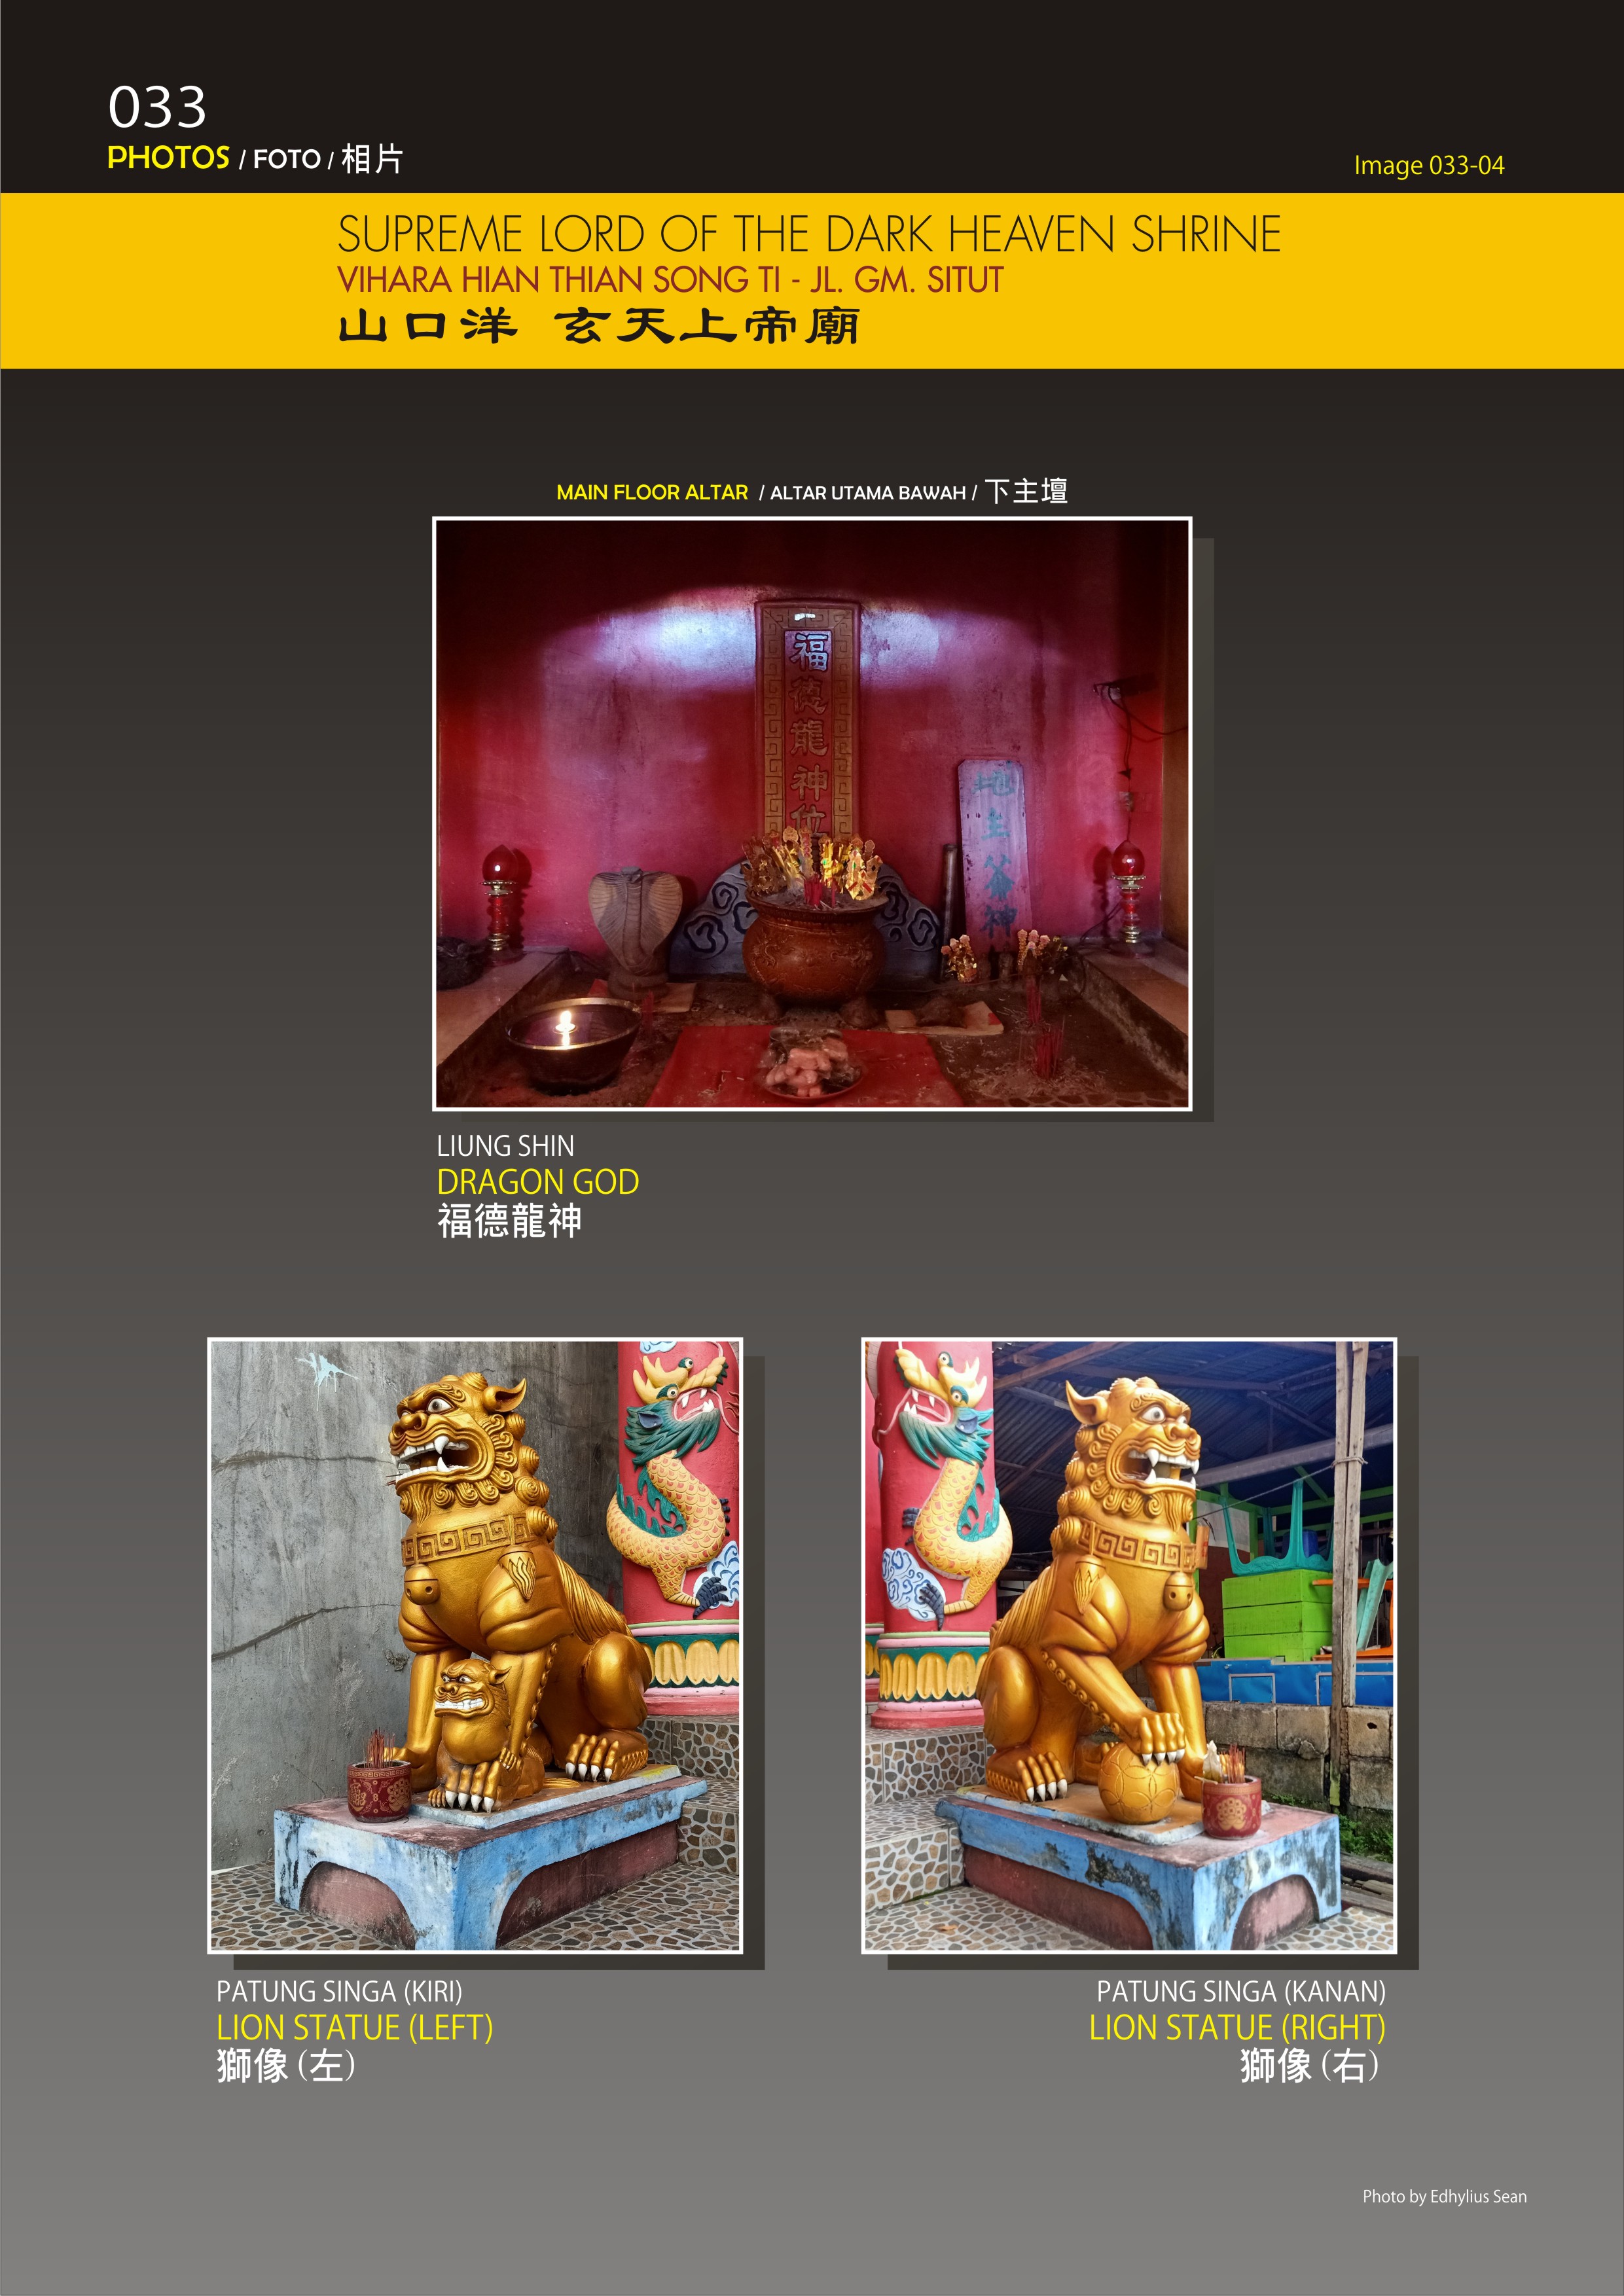 033
PHOTOS / FOTO / 相片
Image 033-04
SUPREME LORD OF THE DARK HEAVEN SHRINE
VIHARA HIAN THIAN SONG TI - JL. GM. SITUT
山口洋 玄天上帝廟
MAIN FLOOR ALTAR / ALTAR UTAMA BAWAH / 下主壇
福德龍神位
地主爺神
LIUNG SHIN
DRAGON GOD
福德龍神
PATUNG SINGA (KIRI)
LION STATUE (LEFT)
獅像 (左)
PATUNG SINGA (KANAN)
LION STATUE (RIGHT)
獅像 (右)
Photo by Edhylius Sean